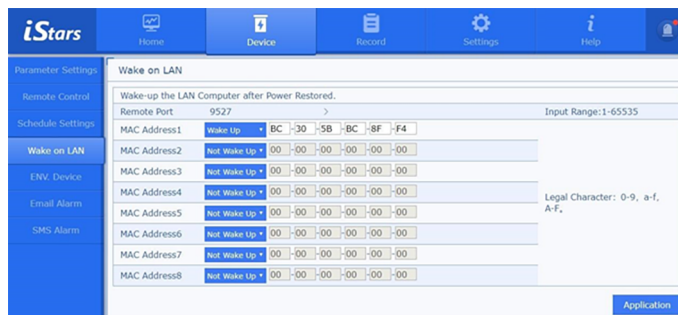 iStars
Home
Device
Record
Settings
Help
Parameter Settings
Remote Control
Schedule Settings
Wake on LAN
ENV. Device
Email Alarm
SMS Alarm
Wake on LAN
Wake-up the LAN Computer after Power Restored.
Remote Port 9527 > Input Range:1-65535
MAC Address1 Wake Up BC -30 -5B -BC -8F -F4
MAC Address2 Not Wake Up 00 -00 -00 -00 -00 -00
MAC Address3 Not Wake Up 00 -00 -00 -00 -00 -00
MAC Address4 Not Wake Up 00 -00 -00 -00 -00 -00
MAC Address5 Not Wake Up 00 -00 -00 -00 -00 -00
MAC Address6 Not Wake Up 00 -00 -00 -00 -00 -00
MAC Address7 Not Wake Up 00 -00 -00 -00 -00 -00
MAC Address8 Not Wake Up 00 -00 -00 -00 -00 -00
Legal Character: 0-9, a-f,
A-F。
Application